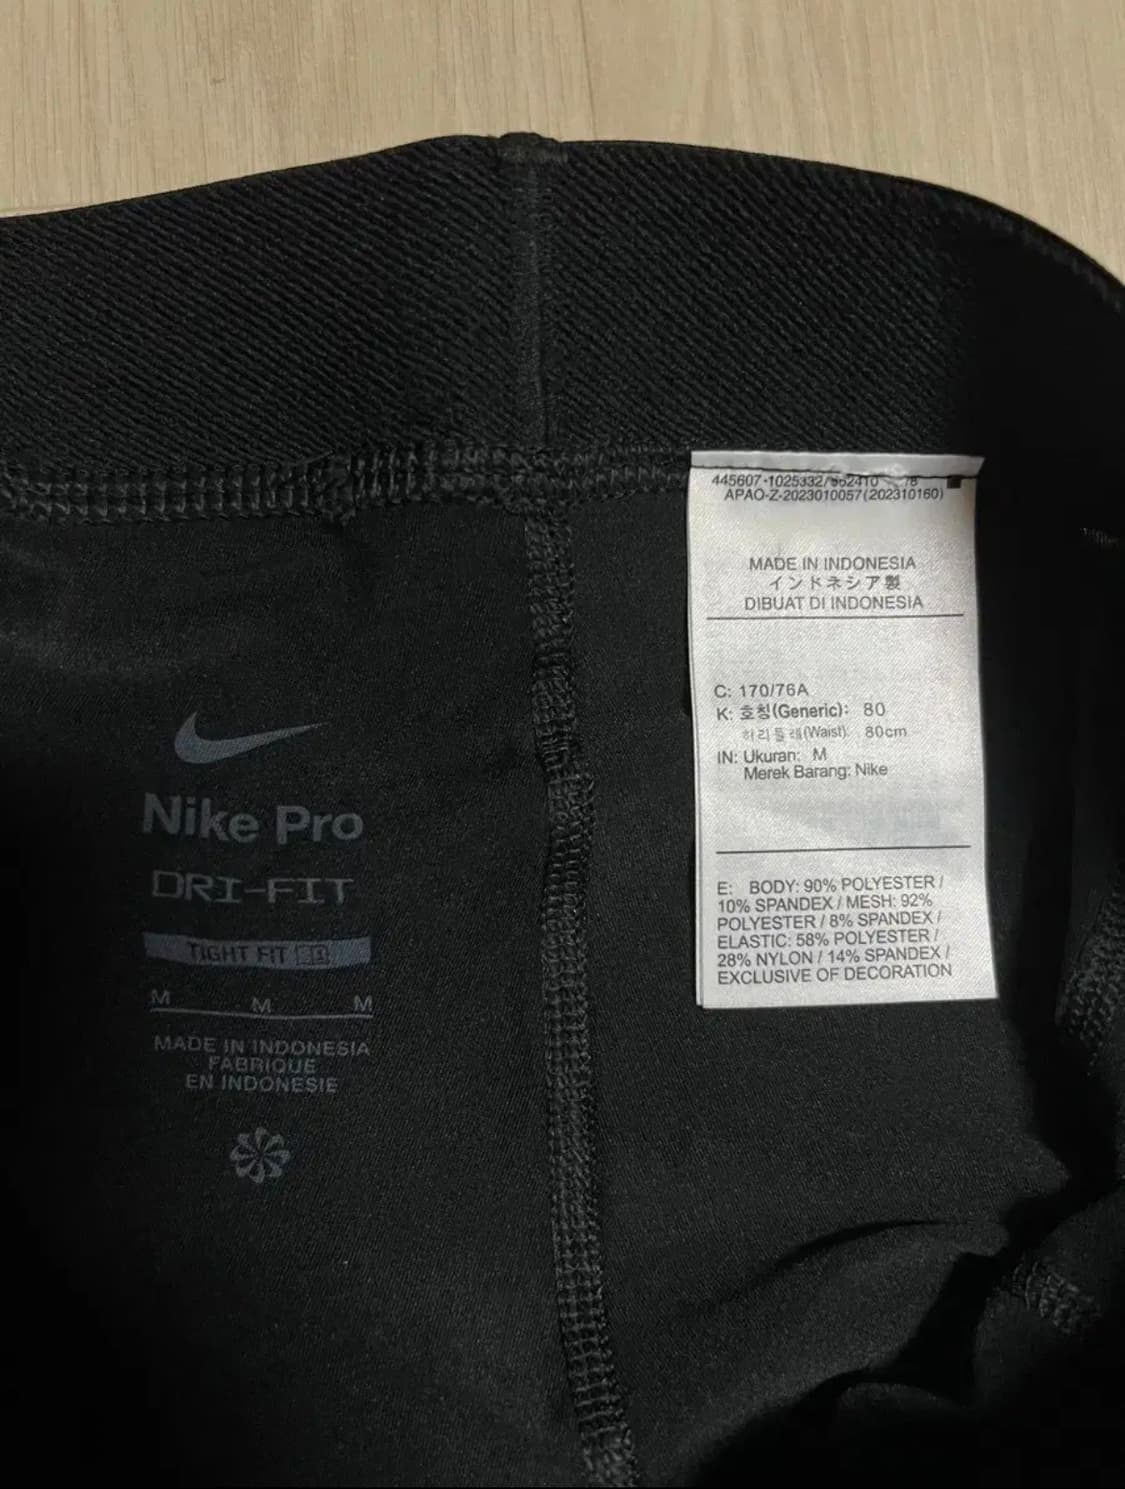 Nike Pro
DRI-FIT
TIGHT FIT
M M M
MADE IN INDONESIA
FABRIQUE
EN INDONESIE
APAO-Z-2023010057(202310160)
MADE IN INDONESIA
インドネシア製
DIBUAT DI INDONESIA
C: 170/76A
K: 호칭(Generic): 80
허리둘레(Waist): 80cm
IN: Ukuran: M
Merek Barang: Nike
E: BODY: 90% POLYESTER /
10% SPANDEX / MESH: 92%
POLYESTER / 8% SPANDEX /
ELASTIC: 58% POLYESTER /
28% NYLON / 14% SPANDEX /
EXCLUSIVE OF DECORATION